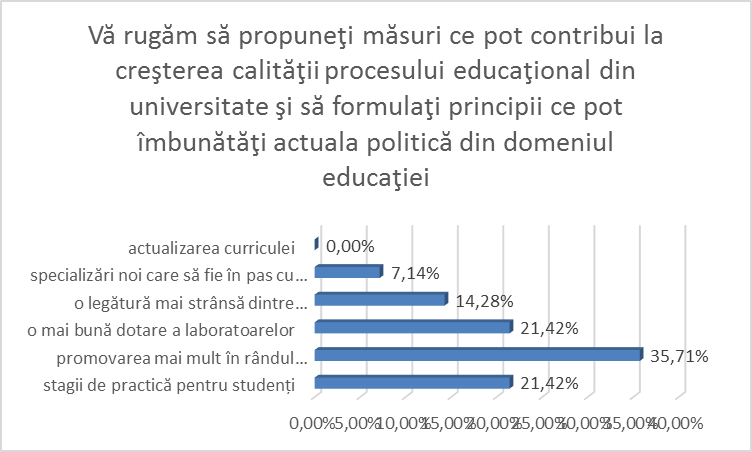 Vă rugăm să propuneţi măsuri ce pot contribui la
creşterea calităţii procesului educaţional din
universitate şi să formulaţi principii ce pot
îmbunătăţi actuala politică din domeniul
educaţiei
actualizarea curriculei 0,00%
specializări noi care să fie în pas cu... 7,14%
o legătură mai strânsă dintre... 14,28%
o mai bună dotare a laboratoarelor 21,42%
promovarea mai mult în rândul... 35,71%
stagii de practică pentru studenți 21,42%
0,00% 5,00% 10,00% 15,00% 20,00% 25,00% 30,00% 35,00% 40,00%